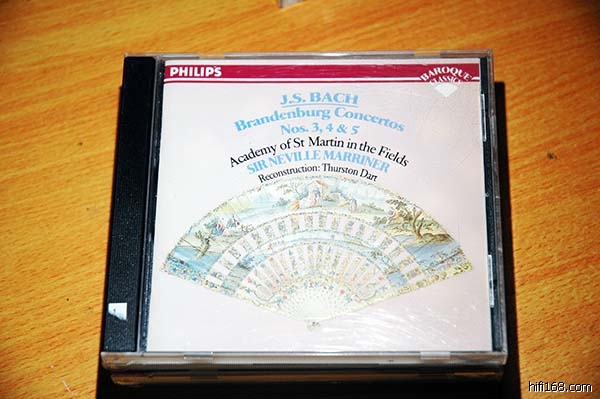 PHILIPS
BAROQUE
CLASSICS
J.S. BACH
Brandenburg Concertos
Nos. 3, 4 & 5
Academy of St Martin in the Fields
SIR NEVILLE MARRINER
Reconstruction: Thurston Dart
hifi168.com